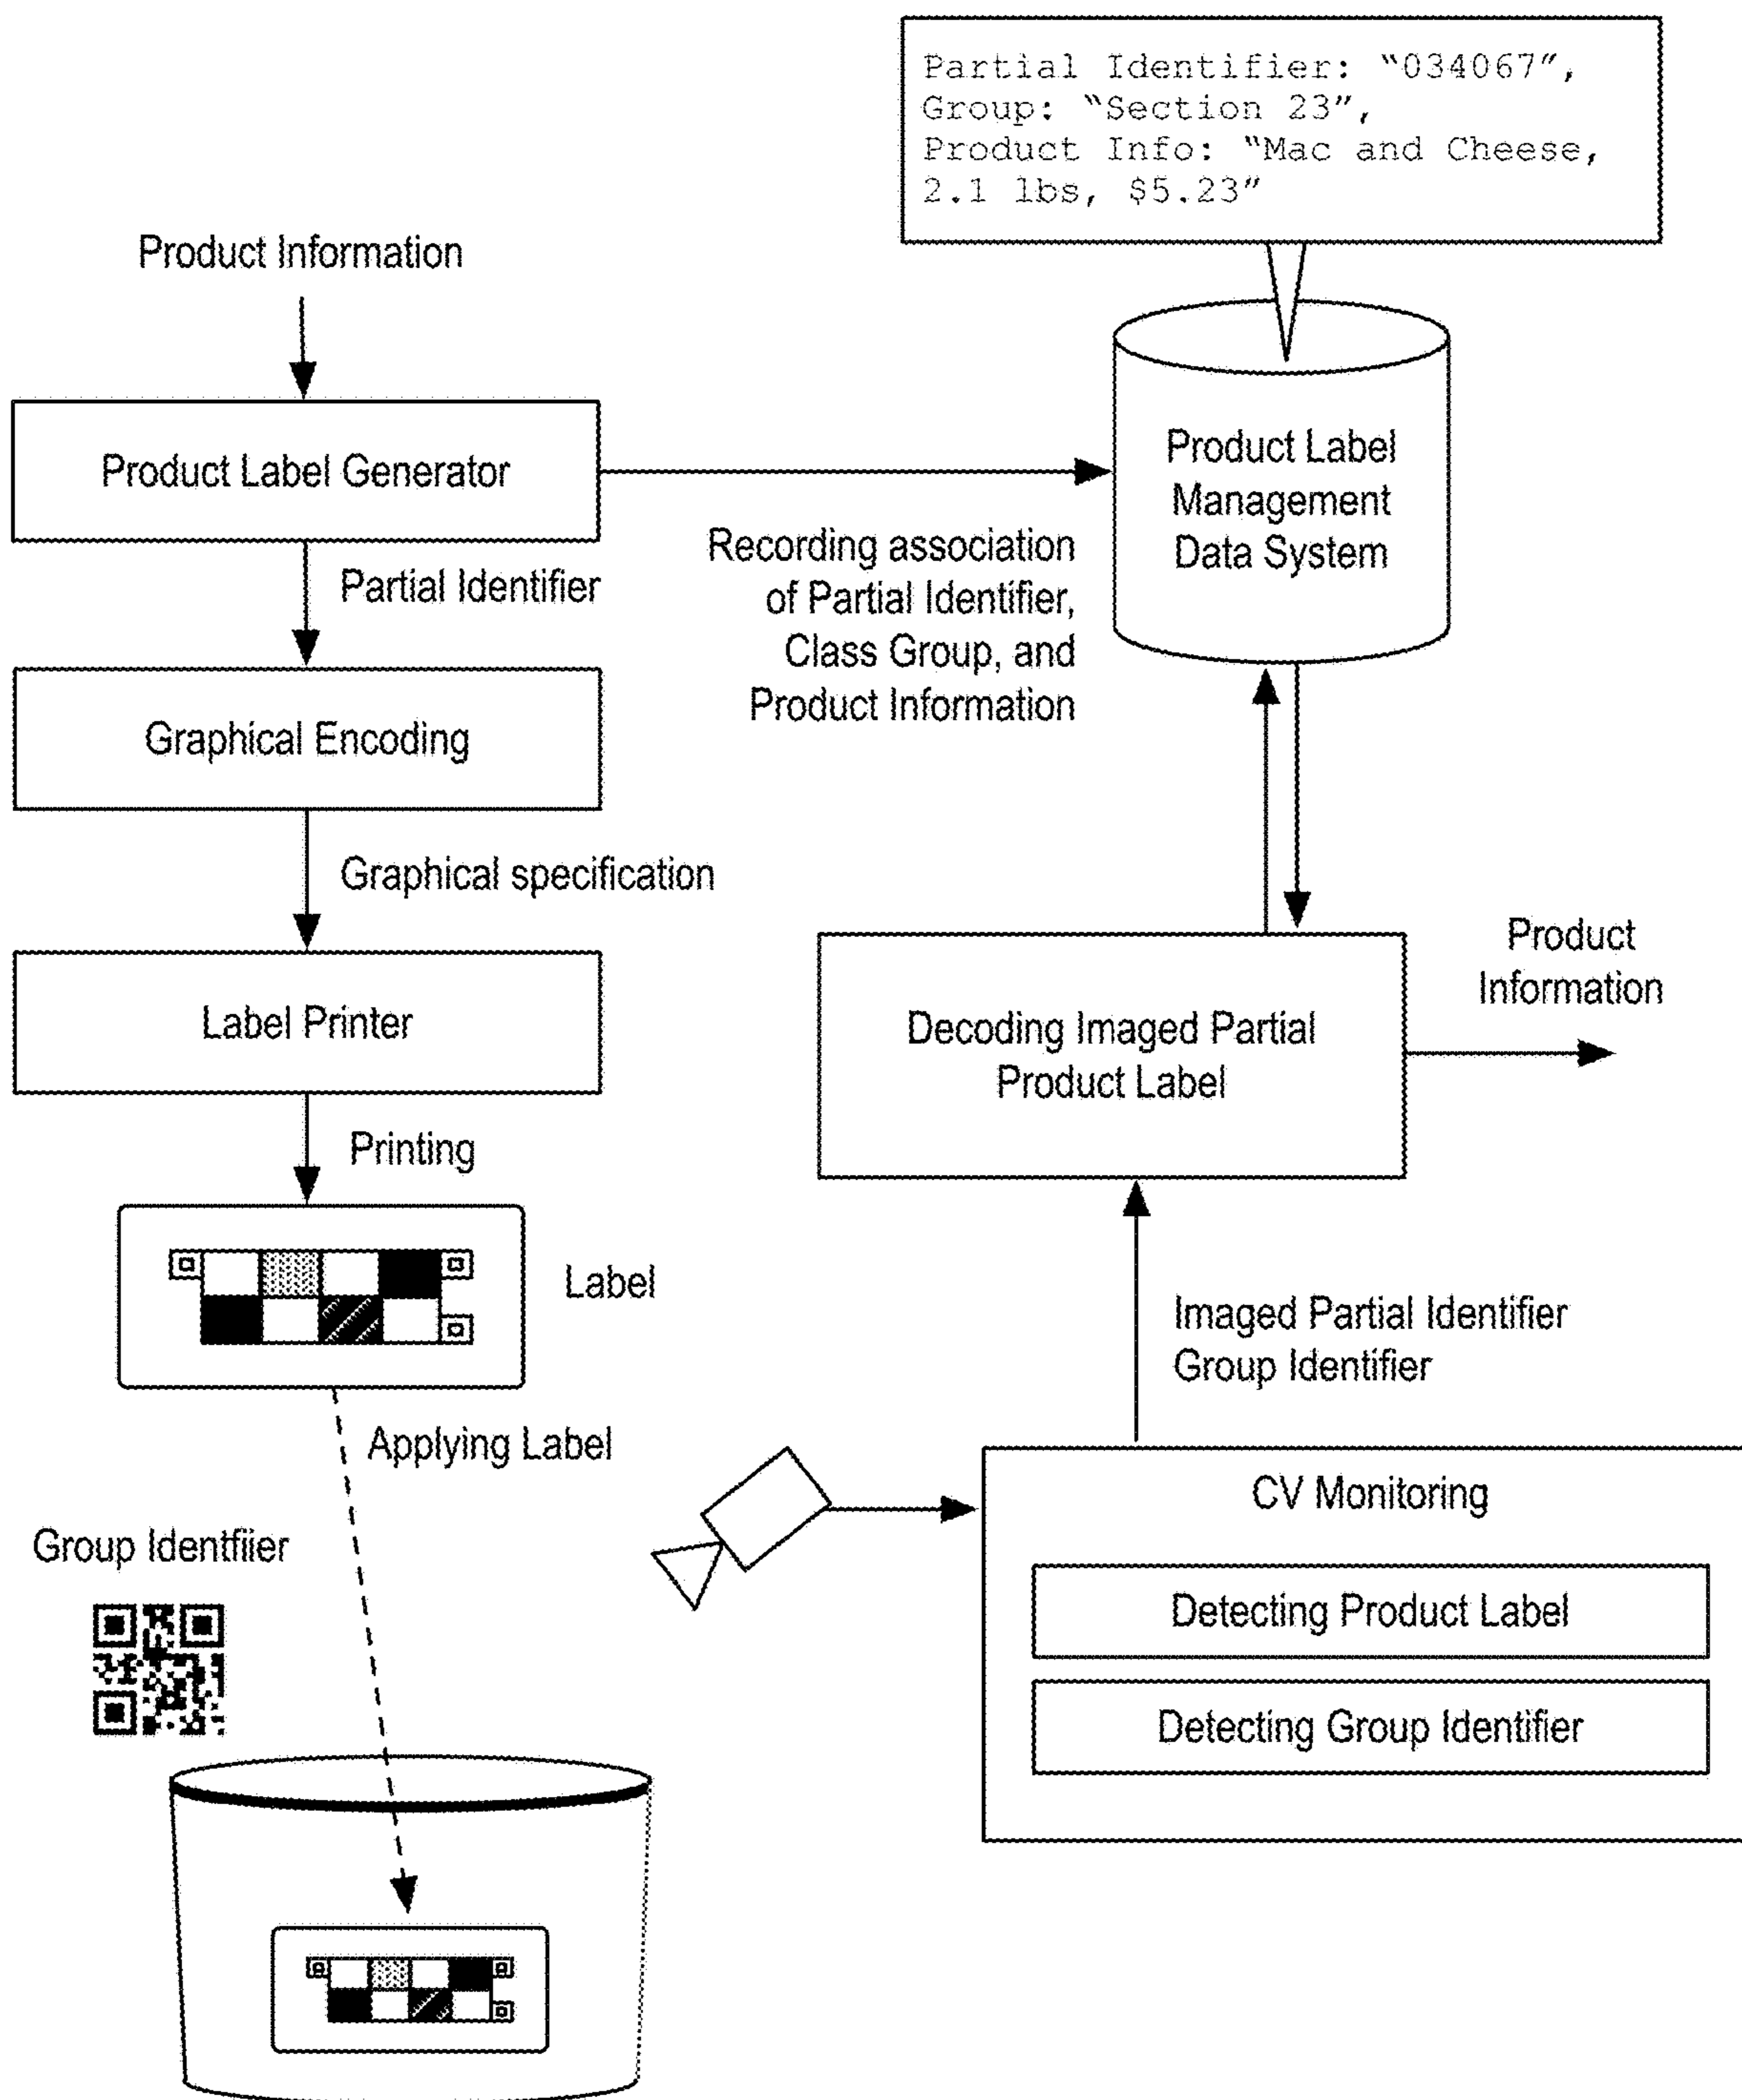 Partial Identifier: “034067”,
Group: “Section 23”,
Product Info: “Mac and Cheese,
2.1 lbs, $5.23”
Product Information
Product Label Generator
Product Label
Management
Data System
Recording association
of Partial Identifier,
Class Group, and
Product Information
Partial Identifier
Graphical Encoding
Graphical specification
Label Printer
Product
Information
Decoding Imaged Partial
Product Label
Printing
Label
Imaged Partial Identifier
Group Identifier
Applying Label
CV Monitoring
Group Identfiier
Detecting Product Label
Detecting Group Identifier